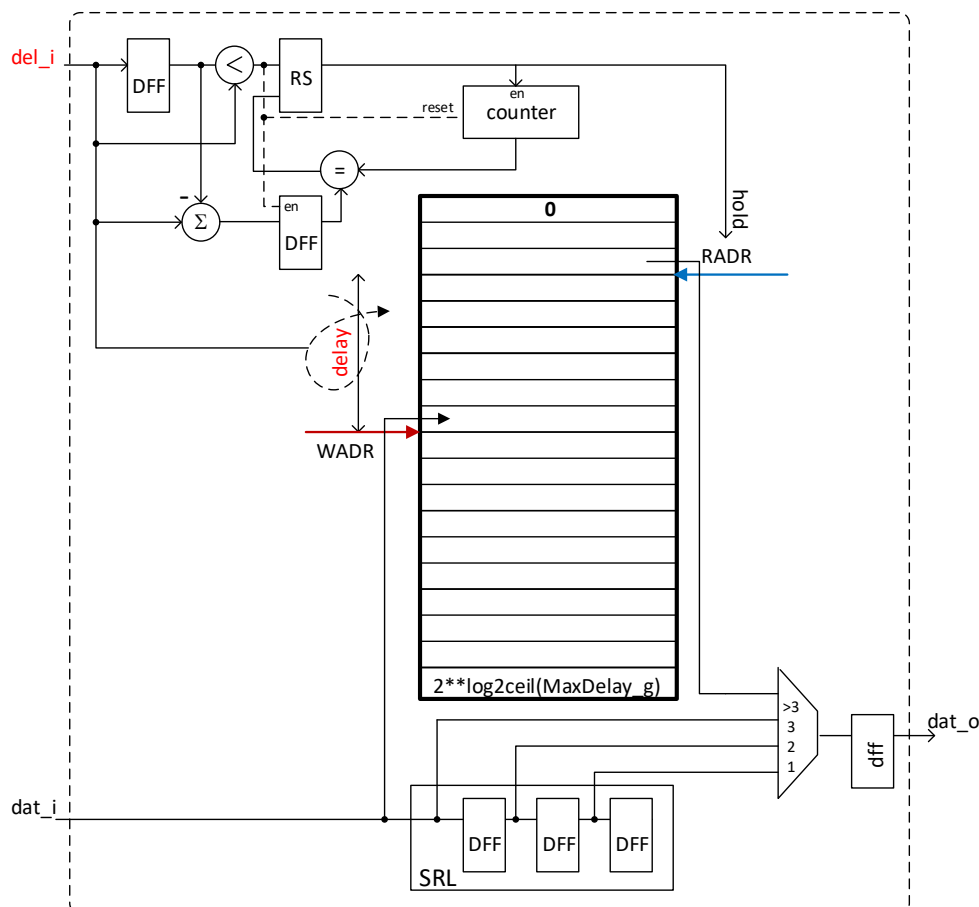 del_i
DFF
<
RS
en
counter
reset
=
-
Σ
en
DFF
hold
0
RADR
delay
WADR
2**log2ceil(MaxDelay_g)
>3
3
2
1
dff
dat_o
dat_i
DFF
DFF
DFF
SRL